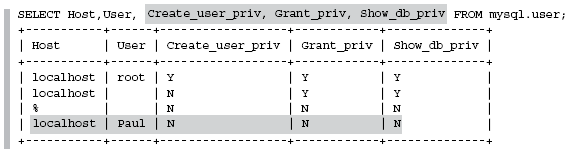 SELECT Host,User, Create_user_priv, Grant_priv, Show_db_priv FROM mysql.user;
+-----------+------+------------------+------------+--------------+
| Host      | User | Create_user_priv | Grant_priv | Show_db_priv |
+-----------+------+------------------+------------+--------------+
| localhost | root | Y                | Y          | Y            |
| localhost |      | N                | Y          | Y            |
| %         |      | N                | N          | N            |
| localhost | Paul | N                | N          | N            |
+-----------+------+------------------+------------+--------------+